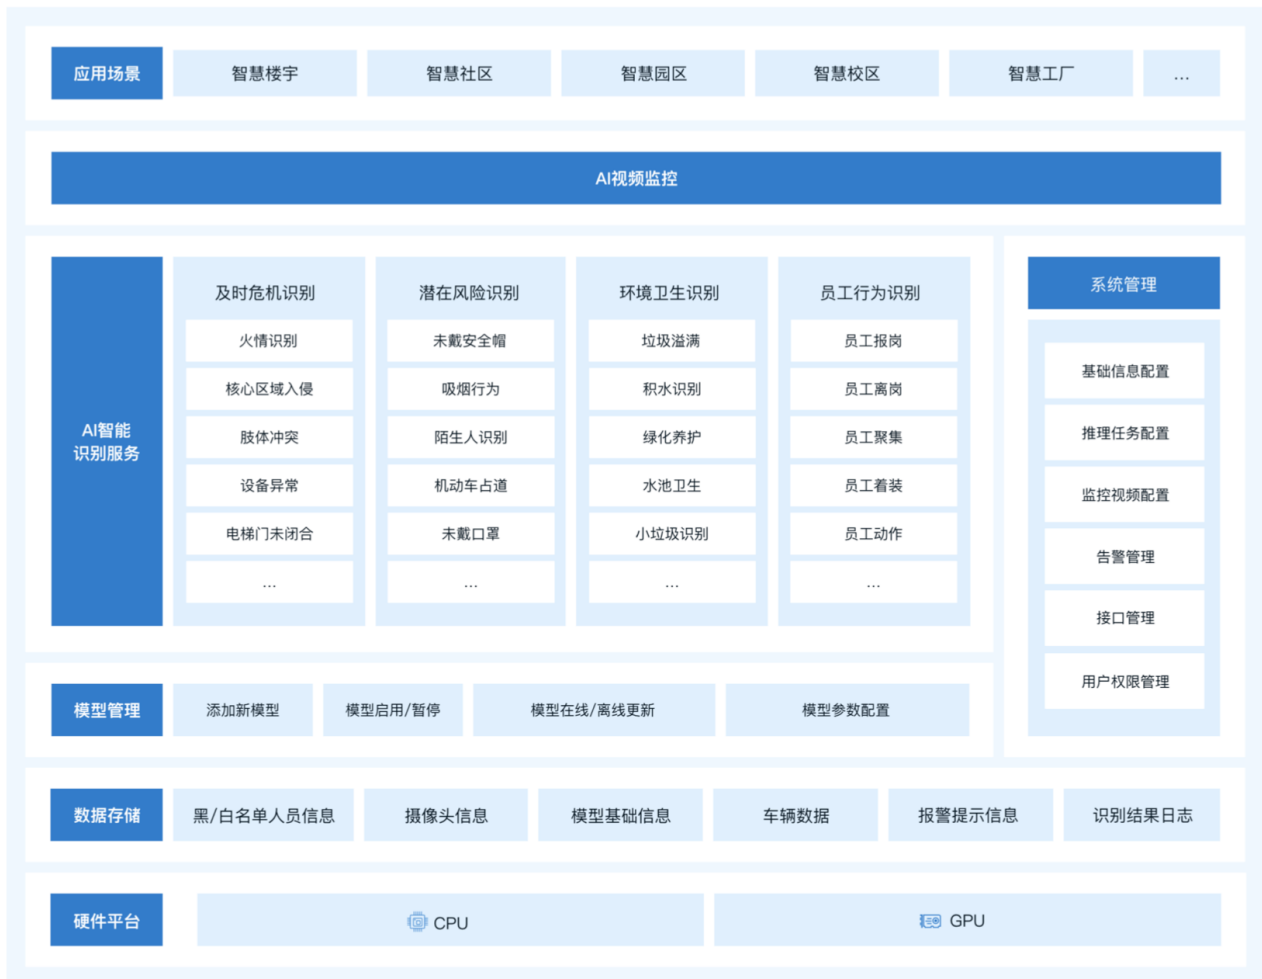 应用场景
智慧楼宇
智慧社区
智慧园区
智慧校区
智慧工厂
...
AI视频监控
AI智能
识别服务
及时危机识别
火情识别
核心区域入侵
肢体冲突
设备异常
电梯门未闭合
...
潜在风险识别
未戴安全帽
吸烟行为
陌生人识别
机动车占道
未戴口罩
...
环境卫生识别
垃圾溢满
积水识别
绿化养护
水池卫生
小垃圾识别
...
员工行为识别
员工报岗
员工离岗
员工聚集
员工着装
员工动作
...
系统管理
基础信息配置
推理任务配置
监控视频配置
告警管理
接口管理
用户权限管理
模型管理
添加新模型
模型启用/暂停
模型在线/离线更新
模型参数配置
数据存储
黑/白名单人员信息
摄像头信息
模型基础信息
车辆数据
报警提示信息
识别结果日志
硬件平台
CPU
GPU